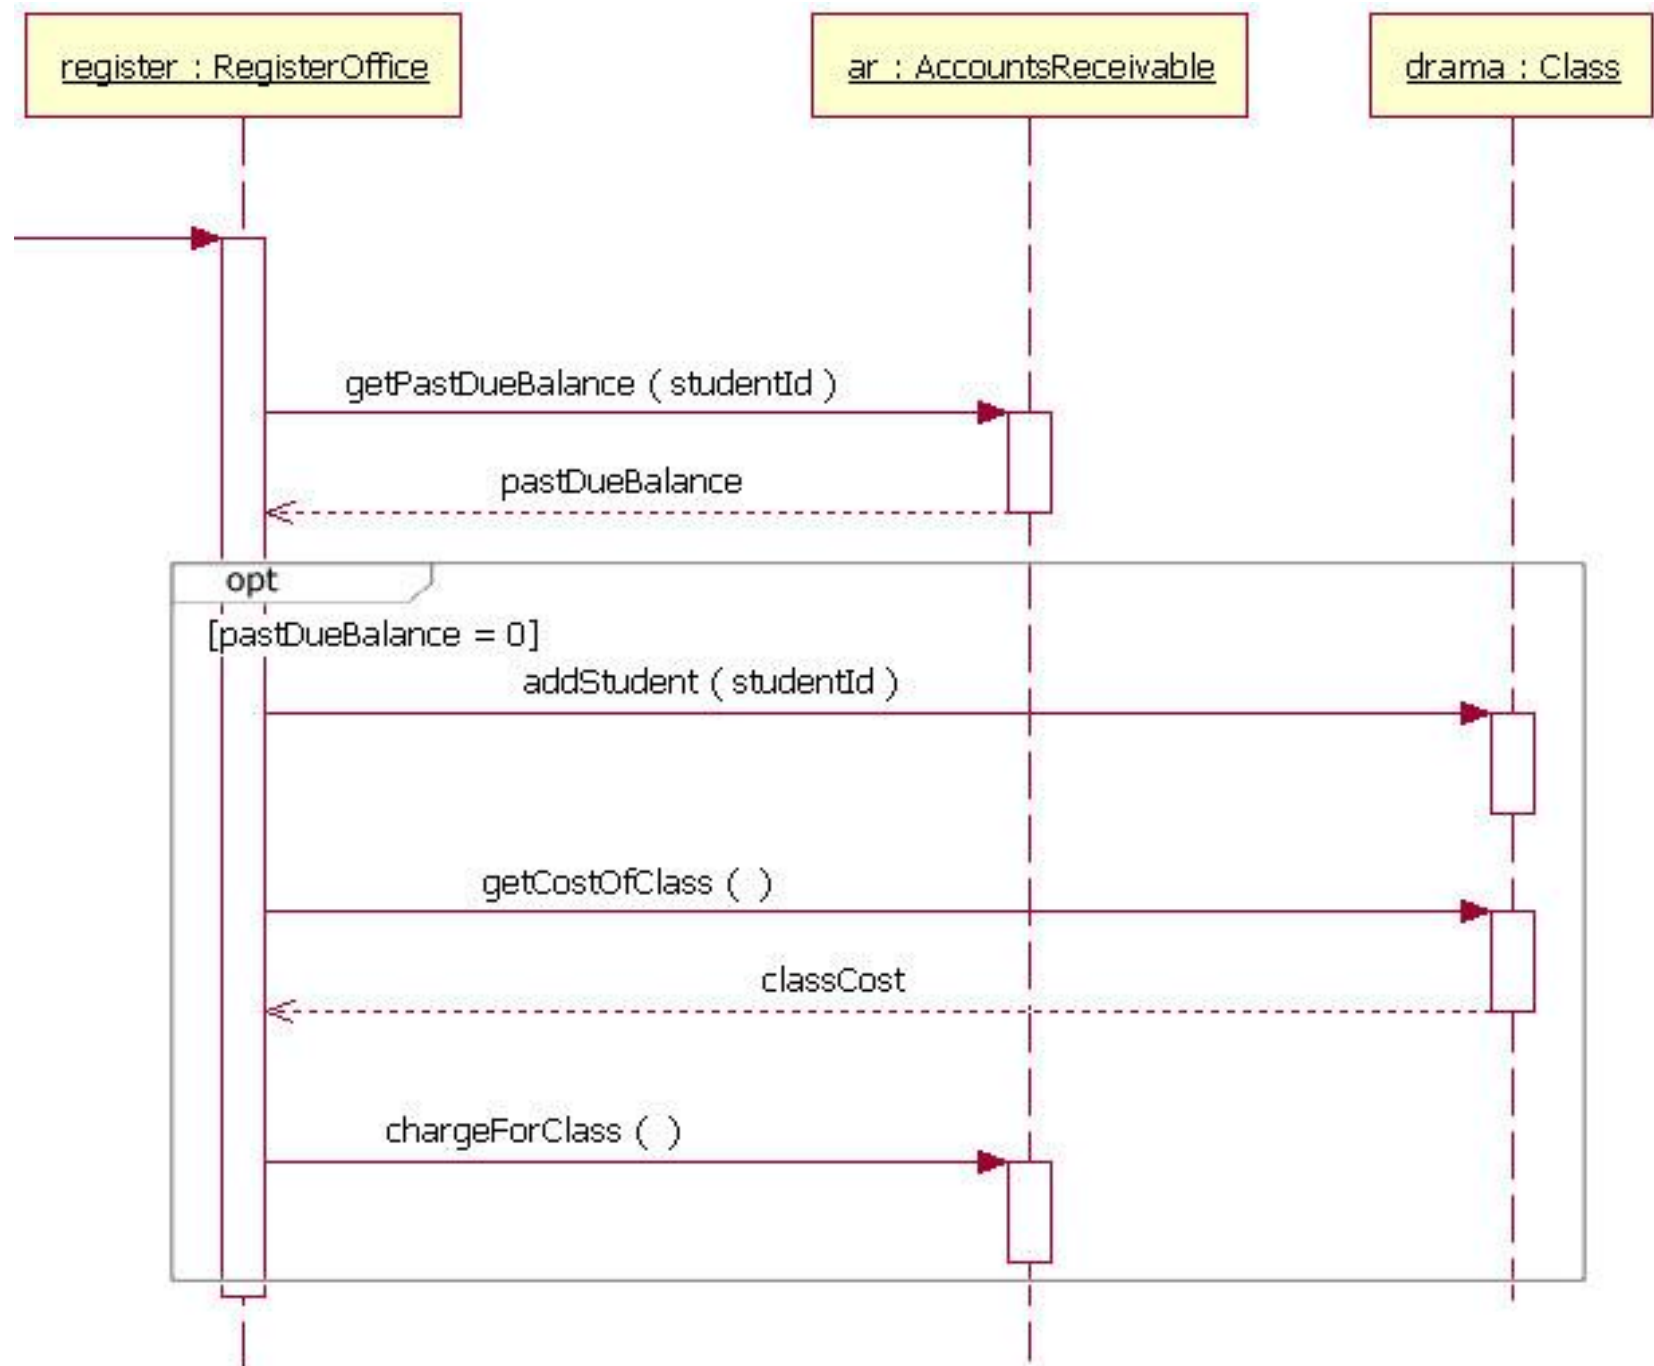 register : RegisterOffice
ar : AccountsReceivable
drama : Class
getPastDueBalance ( studentId )
pastDueBalance
opt
[pastDueBalance = 0]
addStudent ( studentId )
getCostOfClass ( )
classCost
chargeForClass ( )